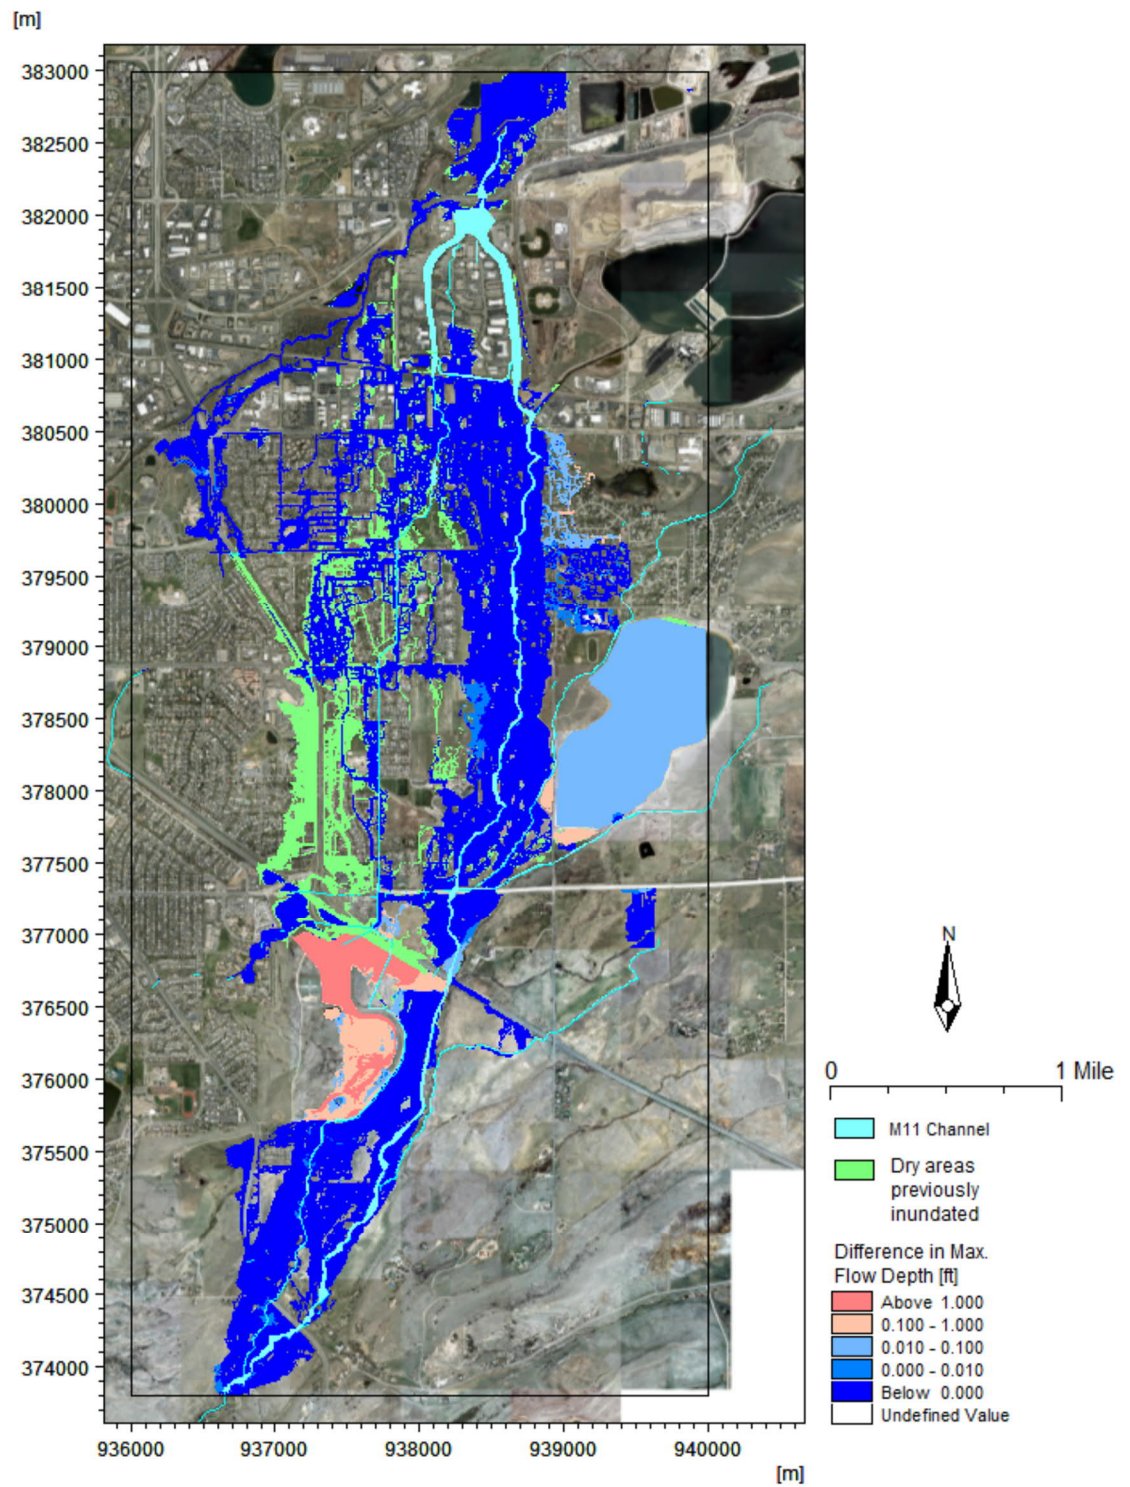 [m]
383000
382500
382000
381500
381000
380500
380000
379500
379000
378500
378000
377500
377000
376500
376000
375500
375000
374500
374000
936000 937000 938000 939000 940000
[m]
N
0 1 Mile
M11 Channel
Dry areas
previously
inundated
Difference in Max.
Flow Depth [ft]
Above 1.000
0.100 - 1.000
0.010 - 0.100
0.000 - 0.010
Below 0.000
Undefined Value